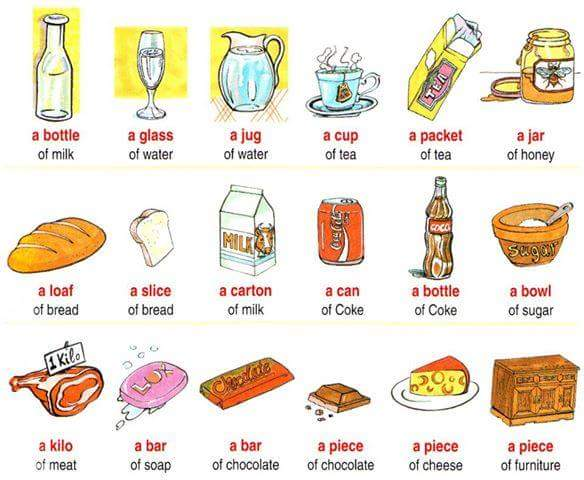 TEA
a bottle
of milk
a glass
of water
a jug
of water
a cup
of tea
a packet
of tea
a jar
of honey
MILK
Coca-Cola
COCA
sugar
a loaf
of bread
a slice
of bread
a carton
of milk
a can
of Coke
a bottle
of Coke
a bowl
of sugar
1 Kilo
LUX
Chocolate
a kilo
of meat
a bar
of soap
a bar
of chocolate
a piece
of chocolate
a piece
of cheese
a piece
of furniture